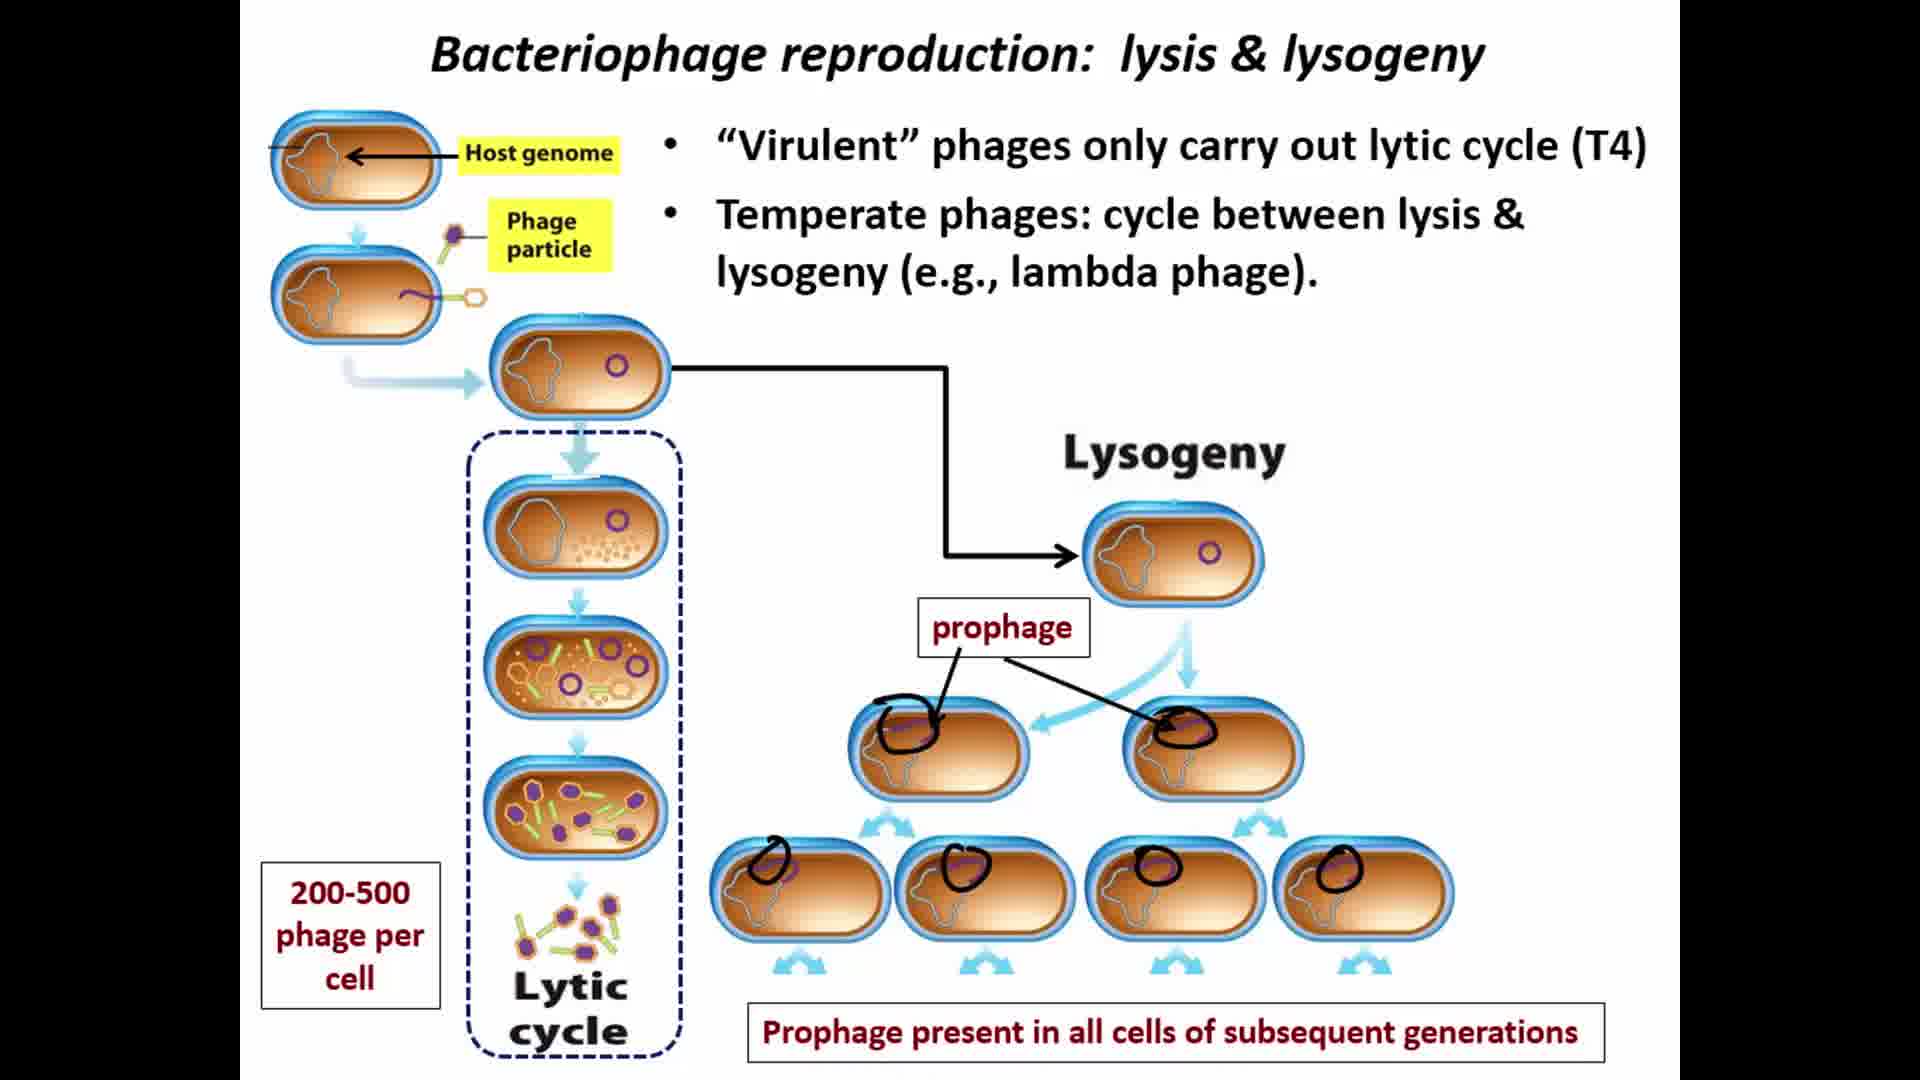 Bacteriophage reproduction: lysis & lysogeny
Host genome
Phage
particle
• “Virulent” phages only carry out lytic cycle (T4)
• Temperate phages: cycle between lysis &
lysogeny (e.g., lambda phage).
Lysogeny
prophage
200-500
phage per
cell
Lytic
cycle
Prophage present in all cells of subsequent generations